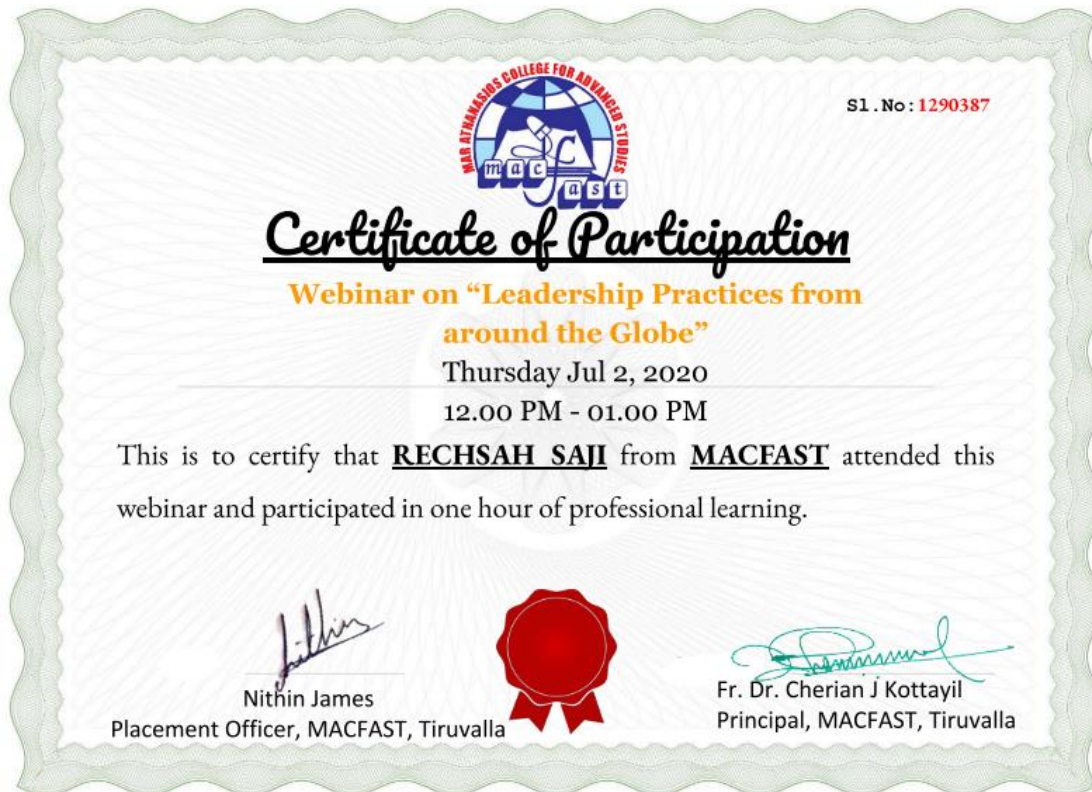 MAR ATHANASIOS COLLEGE FOR ADVANCED STUDIES
Sl.No:1290387
macfast
Certificate of Participation
Webinar on “Leadership Practices from
around the Globe”
Thursday Jul 2, 2020
12.00 PM - 01.00 PM
This is to certify that RECHSAH SAJI from MACFAST attended this
webinar and participated in one hour of professional learning.
Nithin
Nithin James
Placement Officer, MACFAST, Tiruvalla
Fr. Dr. Cherian J Kottayil
Principal, MACFAST, Tiruvalla